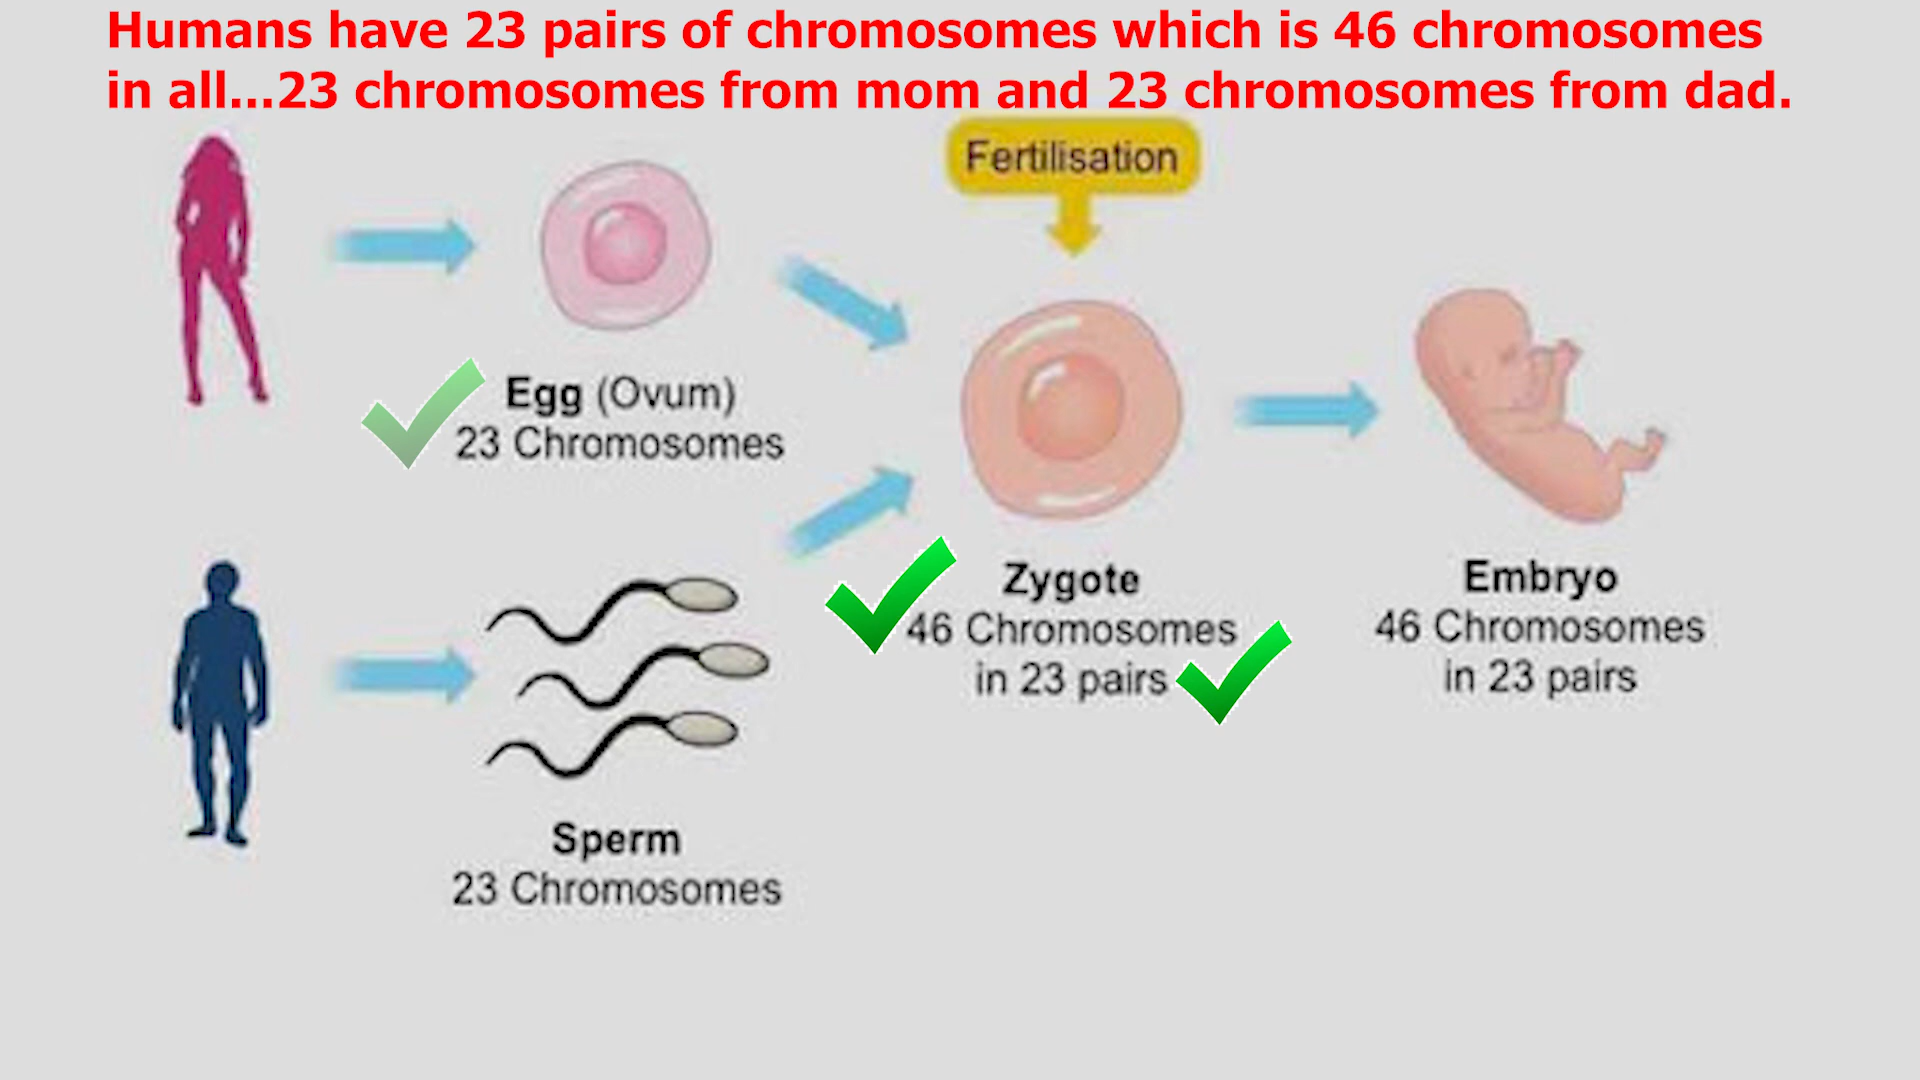 Humans have 23 pairs of chromosomes which is 46 chromosomes
in all...23 chromosomes from mom and 23 chromosomes from dad.
Fertilisation
Egg (Ovum)
23 Chromosomes
Zygote
46 Chromosomes
in 23 pairs
Embryo
46 Chromosomes
in 23 pairs
Sperm
23 Chromosomes